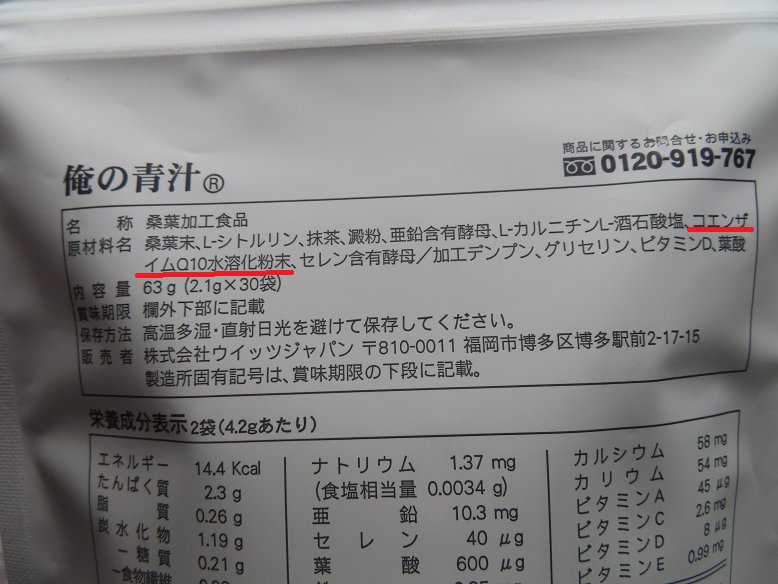 俺の青汁®
商品に関するお問合せ・お申込み
0120-919-767
名 称 桑葉加工食品
原材料名 桑葉末、L-シトルリン、抹茶、澱粉、亜鉛含有酵母、L-カルニチンL-酒石酸塩、コエンザ
イムQ10水溶化粉末、セレン含有酵母／加工デンプン、グリセリン、ビタミンD、葉酸
内容量 63g (2.1g×30袋)
賞味期限 欄外下部に記載
保存方法 高温多湿・直射日光を避けて保存してください。
販売者 株式会社ウイッツジャパン 〒810-0011 福岡市博多区博多駅前2-17-15
製造所固有記号は、賞味期限の下段に記載。
栄養成分表示 2袋(4.2gあたり)
エネルギー 14.4 Kcal
たんぱく質 2.3 g
脂質 0.26 g
炭水化物 1.19 g
－糖質 0.21 g
－食物繊維
ナトリウム 1.37 mg
(食塩相当量 0.0034 g)
亜鉛 10.3 mg
セレン 40 μg
葉酸 600 μg
カルシウム 58 mg
カリウム 54 mg
ビタミンA 45 μg
ビタミンC 2.6 mg
ビタミンD 8 μg
ビタミンE 0.99 mg